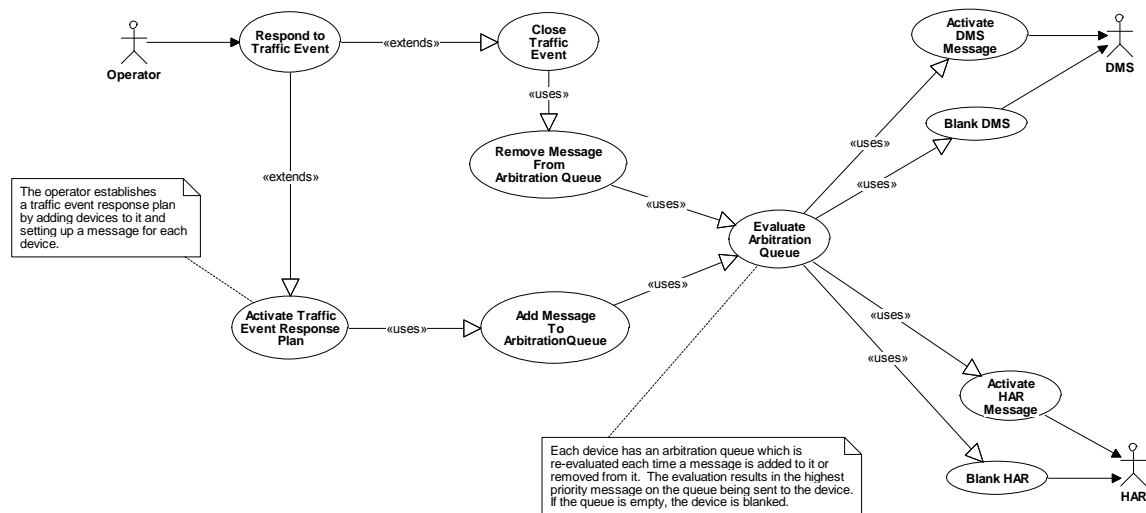 Operator
Respond to
Traffic Event
«extends»
Close
Traffic
Event
«uses»
Remove Message
From
Arbitration Queue
«uses»
«extends»
The operator establishes
a traffic event response plan
by adding devices to it and
setting up a message for each
device.
Activate Traffic
Event Response
Plan
«uses»
Add Message
To
ArbitrationQueue
«uses»
Evaluate
Arbitration
Queue
«uses»
Activate
DMS
Message
DMS
«uses»
Blank DMS
«uses»
Activate
HAR
Message
«uses»
Blank HAR
HAR
Each device has an arbitration queue which is
re-evaluated each time a message is added to it or
removed from it.  The evaluation results in the highest
priority message on the queue being sent to the device.
If the queue is empty, the device is blanked.